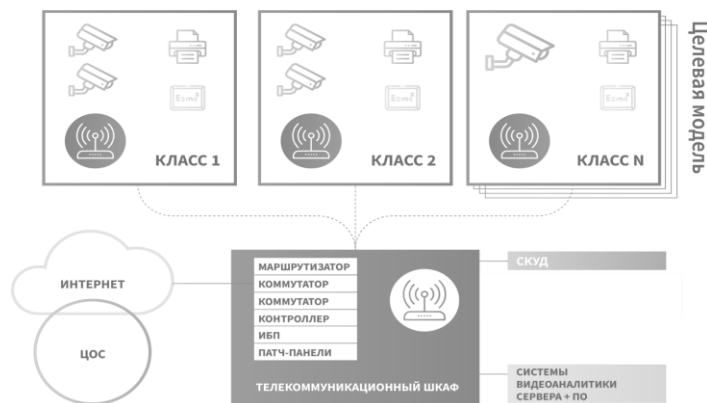 КЛАСС 1
КЛАСС 2
КЛАСС N
Целевая модель
ИНТЕРНЕТ
ЦОС
МАРШРУТИЗАТОР
КОММУТАТОР
КОММУТАТОР
КОНТРОЛЛЕР
ИБП
ПАТЧ-ПАНЕЛИ
ТЕЛЕКОММУНИКАЦИОННЫЙ ШКАФ
СКУД
СИСТЕМЫ
ВИДЕОАНАЛИТИКИ
СЕРВЕРА + ПО